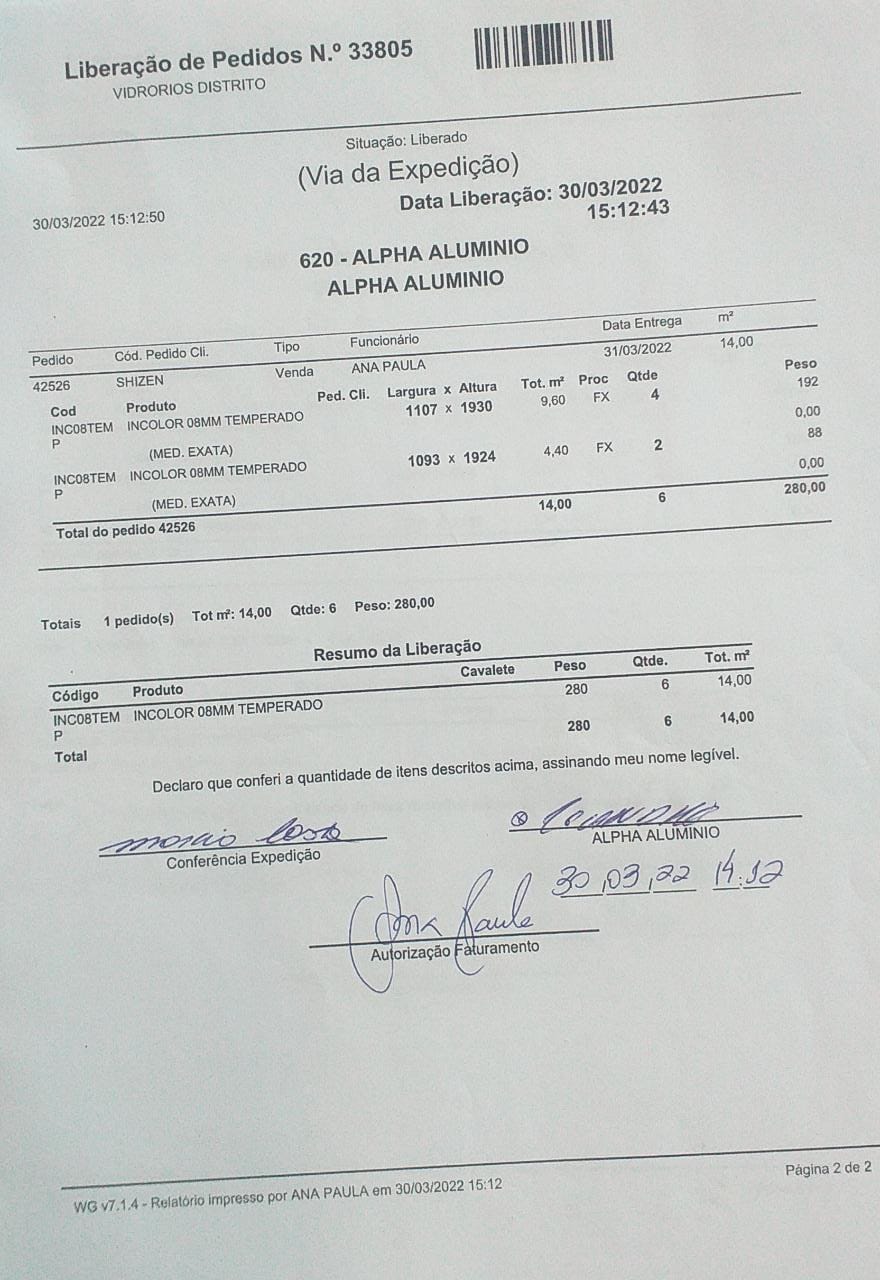 Liberação de Pedidos N.º 33805
VIDRORIOS DISTRITO
Situação: Liberado
(Via da Expedição)
30/03/2022 15:12:50
Data Liberação: 30/03/2022
15:12:43
620 - ALPHA ALUMINIO
ALPHA ALUMINIO
Pedido Cód. Pedido Cli. Tipo Funcionário Data Entrega m²
42526 SHIZEN Venda ANA PAULA 31/03/2022 14,00
Cod Produto Ped. Cli. Largura x Altura Tot. m² Proc Qtde Peso
INC08TEM INCOLOR 08MM TEMPERADO 1107 x 1930 9,60 FX 4 192
P
(MED. EXATA) 0,00
INC08TEM INCOLOR 08MM TEMPERADO 1093 x 1924 4,40 FX 2 88
P
(MED. EXATA) 0,00
Total do pedido 42526 14,00 6 280,00
Totais 1 pedido(s) Tot m²: 14,00 Qtde: 6 Peso: 280,00
Resumo da Liberação
Código Produto Cavalete Peso Qtde. Tot. m²
INC08TEM INCOLOR 08MM TEMPERADO 280 6 14,00
P
Total 280 6 14,00
Declaro que conferi a quantidade de itens descritos acima, assinando meu nome legível.
Conferência Expedição
ALPHA ALUMINIO
30,03,22 14:12
Ana Paula
Autorização Faturamento
WG v7.1.4 - Relatório impresso por ANA PAULA em 30/03/2022 15:12
Página 2 de 2